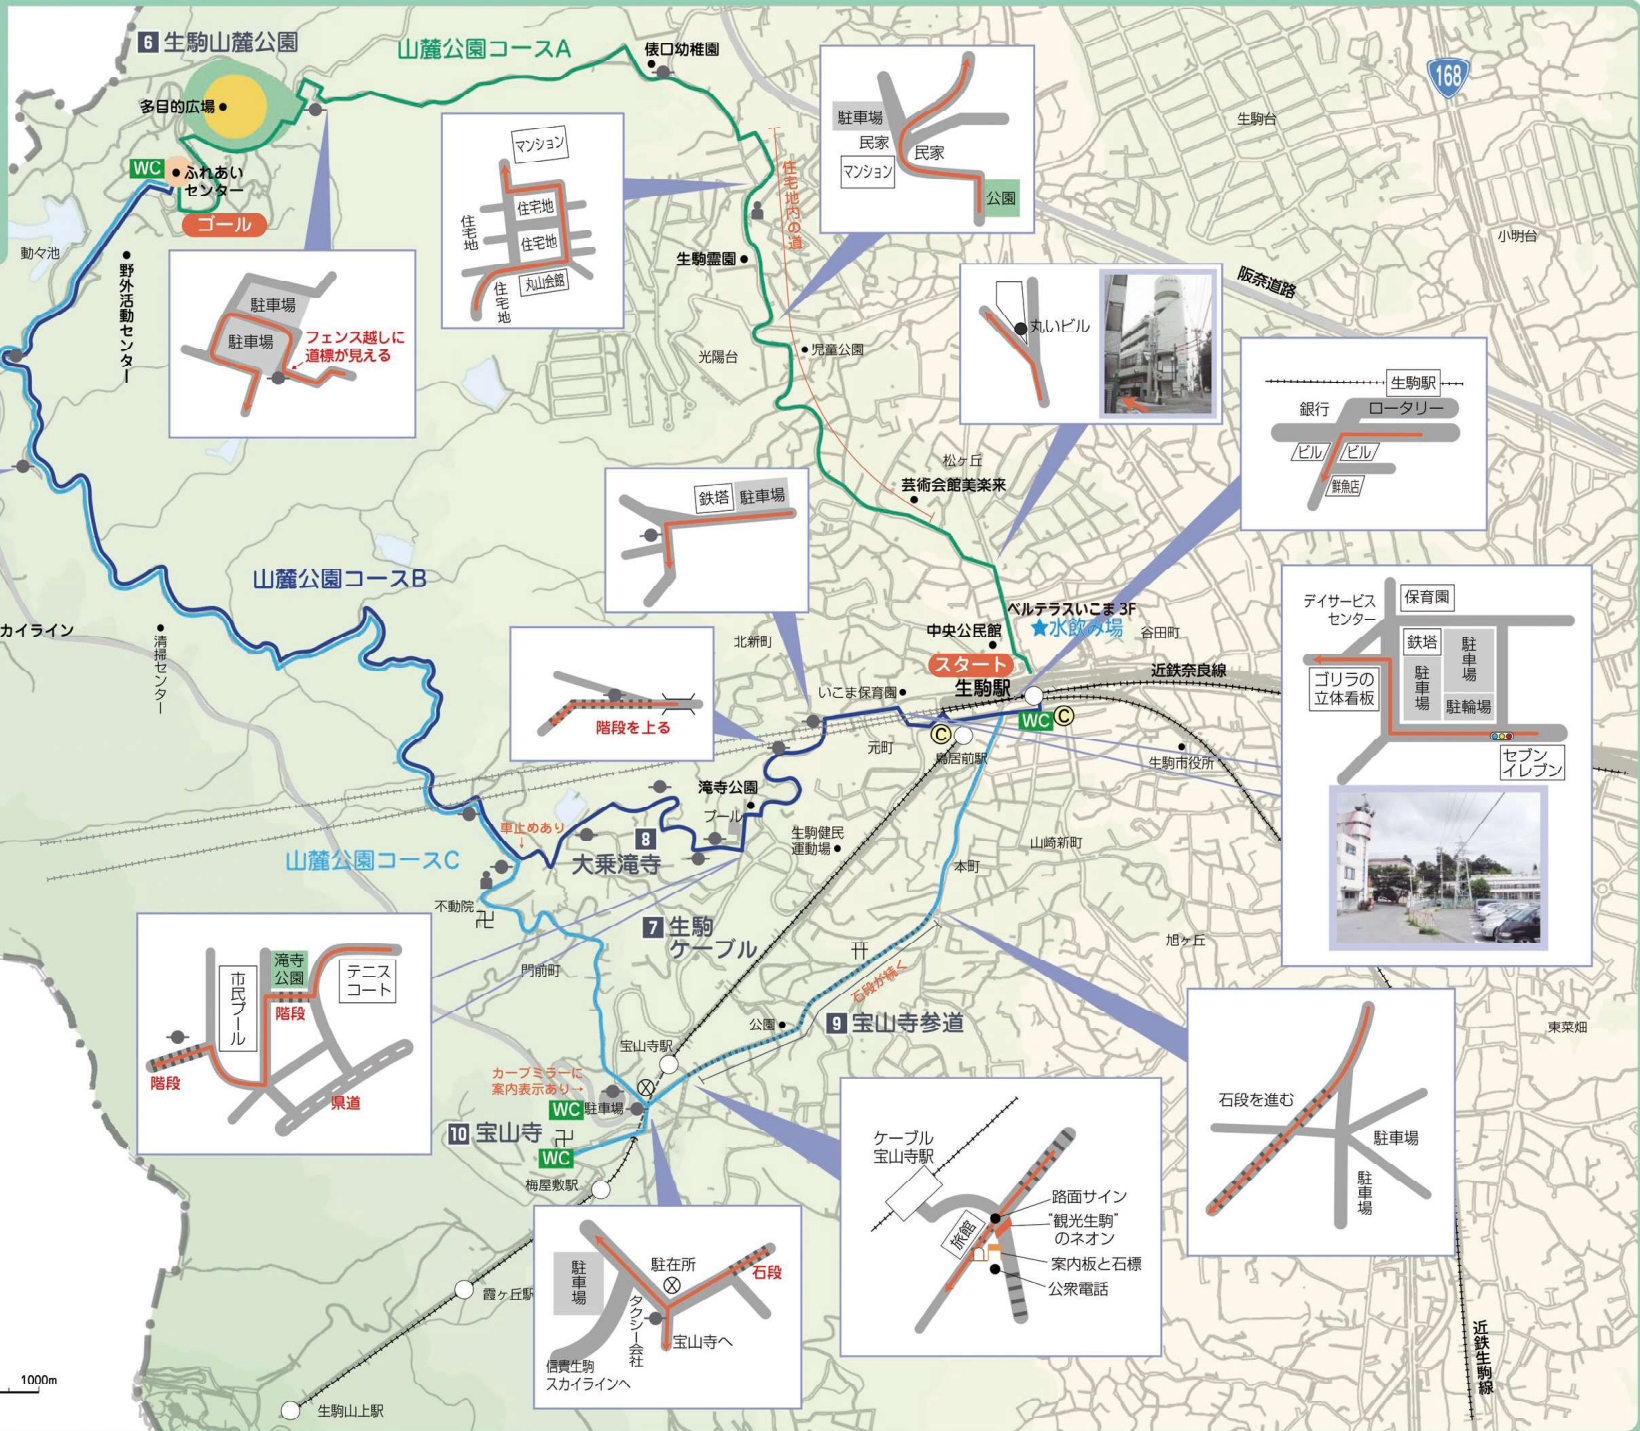 6 生駒山麓公園
山麓公園コースA
俵口幼稚園
168
多目的広場
WC
ふれあい
センター
ゴール
動々池
野外活動センター
駐車場
駐車場
フェンス越しに
道標が見える
マンション
住宅地
住宅地
住宅地
丸山会館
住宅地
住宅地内の道
駐車場
民家
民家
マンション
公園
生駒台
小明台
阪奈道路
生駒霊園
光陽台
児童公園
丸いビル
生駒駅
銀行
ロータリー
ビル
ビル
鮮魚店
松ヶ丘
芸術会館美楽来
鉄塔
駐車場
山麓公園コースB
カイライン
清掃センター
北新町
階段を上る
ベルテラスいこま 3F
★水飲み場
中央公民館
谷田町
スタート
生駒駅
近鉄奈良線
いこま保育園
WC
C
C
元町
鳥居前駅
生駒市役所
デイサービス
センター
保育園
鉄塔
駐車場
駐車場
ゴリラの
立体看板
駐輪場
セブン
イレブン
滝寺公園
プール
車止めあり
8
大乗滝寺
生駒健民
運動場
山崎新町
本町
山麓公園コースC
不動院
7 生駒
ケーブル
旭ヶ丘
門前町
石段が続く
公園
9 宝山寺参道
東菜畑
市民プール
滝寺
公園
テニス
コート
階段
階段
県道
宝山寺駅
カーブミラーに
案内表示あり→
WC
駐車場
10 宝山寺
WC
梅屋敷駅
霞ヶ丘駅
生駒山上駅
1000m
駐車場
駐在所
石段
タクシー会社
宝山寺へ
信貴生駒
スカイラインへ
ケーブル
宝山寺駅
路面サイン
旅館
“観光生駒”
のネオン
案内板と石標
公衆電話
石段を進む
駐車場
駐車場
近鉄生駒線